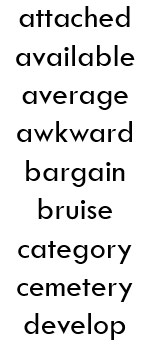 attached
available
average
awkward
bargain
bruise
category
cemetery
develop